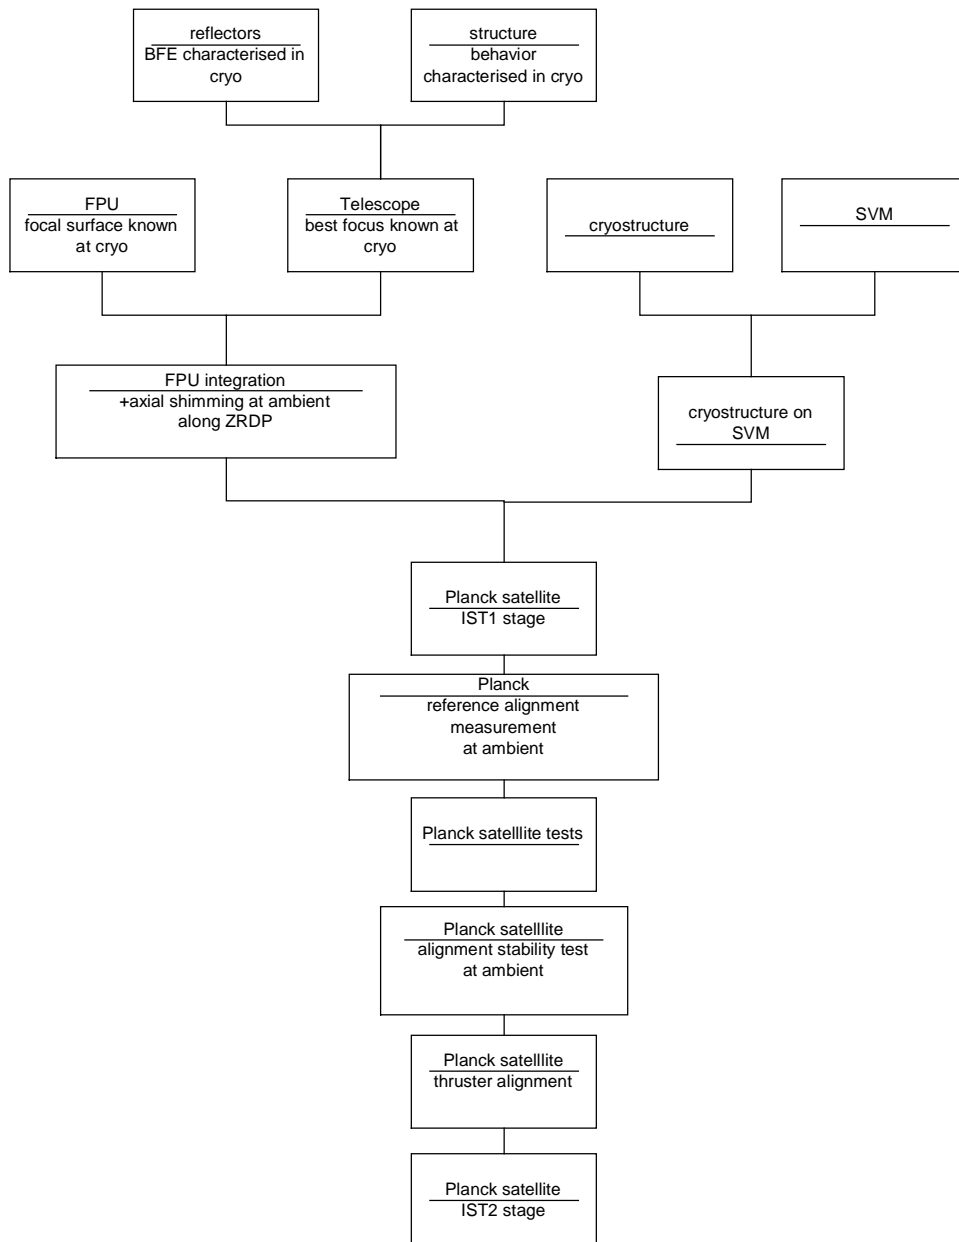 reflectors
BFE characterised in
cryo
structure
behavior
characterised in cryo
FPU
focal surface known
at cryo
Telescope
best focus known at
cryo
cryostructure
SVM
FPU integration
+axial shimming at ambient
along ZRDP
cryostructure on
SVM
Planck satellite
IST1 stage
Planck
reference alignment
measurement
at ambient
Planck satelllite tests
Planck satelllite
alignment stability test
at ambient
Planck satelllite
thruster alignment
Planck satellite
IST2 stage